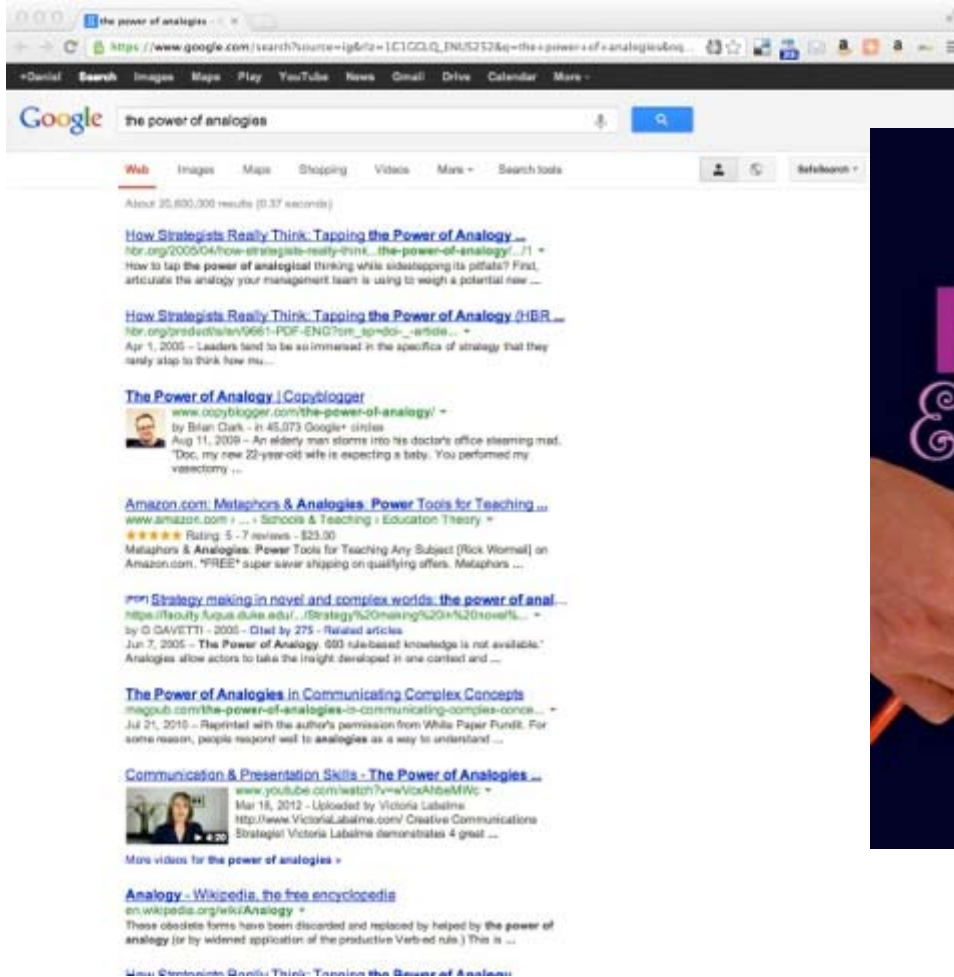 the power of analogies -
https://www.google.com/search?source=ig&rlz=1C1GGLQ_ENUS252&q=the+power+of+analogies&oq...
+Daniel Search Images Maps Play YouTube News Gmail Drive Calendar More
Google the power of analogies
Web Images Maps Shopping Videos More Search tools SafeSearch
About 20,600,000 results (0.37 seconds)
How Strategists Really Think: Tapping the Power of Analogy ...
hbr.org/2005/04/how-strategists-really-think...the-power-of-analogy/.../1
How to tap the power of analogical thinking while sidestepping its pitfalls? First,
articulate the analogy your management team is using to weigh a potential new ...
How Strategists Really Think: Tapping the Power of Analogy (HBR ...
hbr.org/product/a/an/9661-PDF-ENG?cm_sp=doi-_-article...
Apr 1, 2005 – Leaders tend to be so immersed in the specifics of strategy that they
rarely stop to think how mu...
The Power of Analogy | Copyblogger
www.copyblogger.com/the-power-of-analogy/
by Brian Clark - in 45,073 Google+ circles
Aug 11, 2009 – An elderly man storms into his doctor's office steaming mad.
"Doc, my new 22-year-old wife is expecting a baby. You performed my
vasectomy ...
Amazon.com: Metaphors & Analogies: Power Tools for Teaching ...
www.amazon.com › ... › Schools & Teaching › Education Theory
Rating: 5 - 7 reviews - $23.00
Metaphors & Analogies: Power Tools for Teaching Any Subject [Rick Wormeli] on
Amazon.com. *FREE* super saver shipping on qualifying offers. Metaphors ...
[PDF] Strategy making in novel and complex worlds: the power of anal...
https://faculty.fuqua.duke.edu/.../Strategy%20making%20in%20novel%...
by G GAVETTI - 2005 - Cited by 275 - Related articles
Jun 7, 2005 – The Power of Analogy. 693 rule-based knowledge is not available."
Analogies allow actors to take the insight developed in one context and ...
The Power of Analogies in Communicating Complex Concepts
magpub.com/the-power-of-analogies-in-communicating-complex-conce...
Jul 21, 2010 – Reprinted with the author's permission from White Paper Pundit. For
some reason, people respond well to analogies as a way to understand ...
Communication & Presentation Skills - The Power of Analogies ...
www.youtube.com/watch?v=wVcxAhbeMWc
Mar 18, 2012 - Uploaded by Victoria Labalme
http://www.VictoriaLabalme.com/ Creative Communications
Strategist Victoria Labalme demonstrates 4 great ...
4:20
More videos for the power of analogies »
Analogy - Wikipedia, the free encyclopedia
en.wikipedia.org/wiki/Analogy
These obsolete forms have been discarded and replaced by helped by the power of
analogy (or by widened application of the productive Verb-ed rule.) This is ...
How Strategists Really Think: Tapping the Power of Analogy